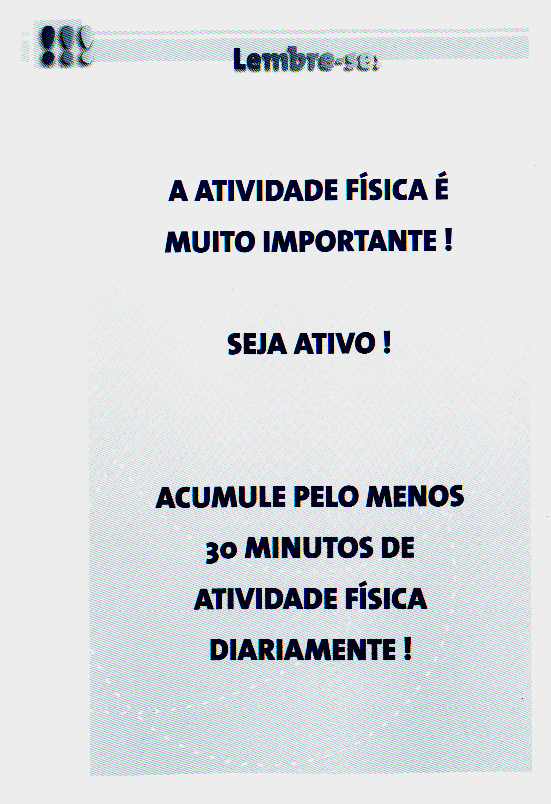 !!!
Lembre-se:
A ATIVIDADE FÍSICA É
MUITO IMPORTANTE !
SEJA ATIVO !
ACUMULE PELO MENOS
30 MINUTOS DE
ATIVIDADE FÍSICA
DIARIAMENTE !